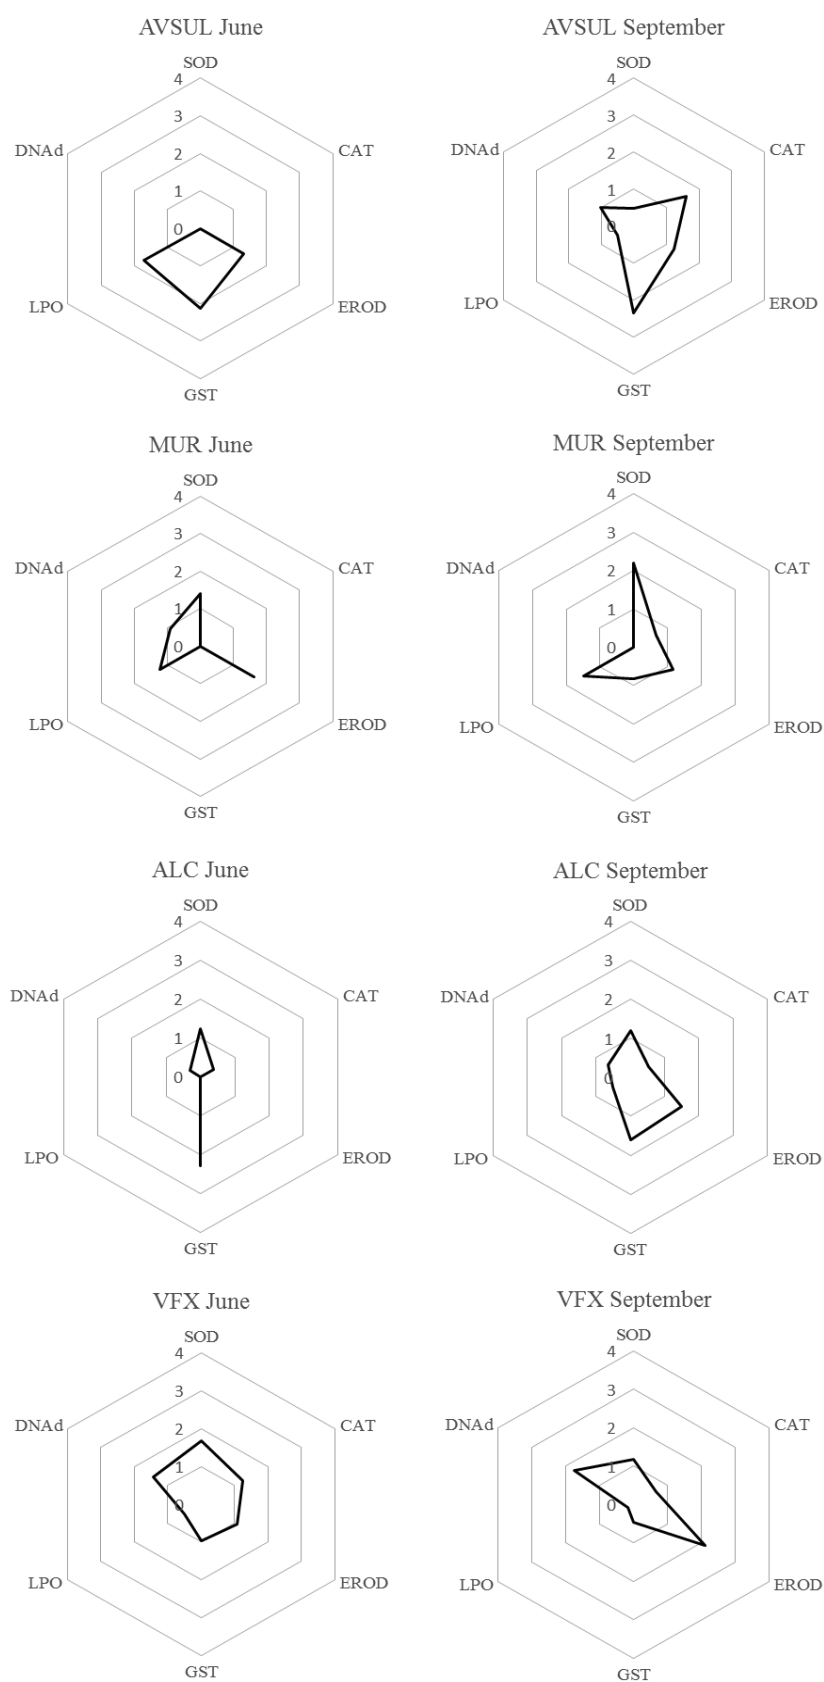 AVSUL June
SOD
4
3
2
1
0
CAT
EROD
GST
LPO
DNAd
AVSUL September
SOD
4
3
2
1
0
CAT
EROD
GST
LPO
DNAd
MUR June
SOD
4
3
2
1
0
CAT
EROD
GST
LPO
DNAd
MUR September
SOD
4
3
2
1
0
CAT
EROD
GST
LPO
DNAd
ALC June
SOD
4
3
2
1
0
CAT
EROD
GST
LPO
DNAd
ALC September
SOD
4
3
2
1
0
CAT
EROD
GST
LPO
DNAd
VFX June
SOD
4
3
2
1
0
CAT
EROD
GST
LPO
DNAd
VFX September
SOD
4
3
2
1
0
CAT
EROD
GST
LPO
DNAd